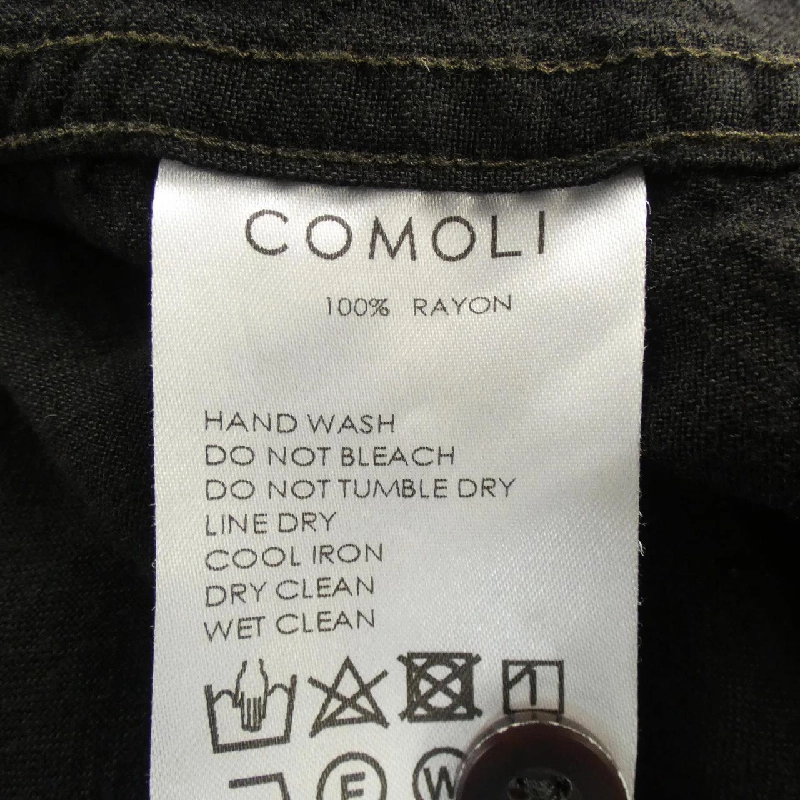 COMOLI
100% RAYON
HAND WASH
DO NOT BLEACH
DO NOT TUMBLE DRY
LINE DRY
COOL IRON
DRY CLEAN
WET CLEAN
F W